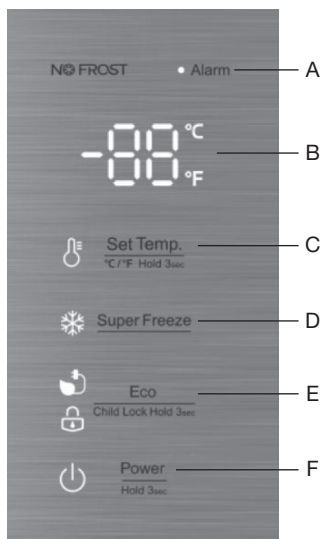 NO FROST
Alarm
A
-88 °C
°F
B
Set Temp.
°C / °F Hold 3sec
C
Super Freeze
D
Eco
Child Lock Hold 3sec
E
Power
Hold 3sec
F